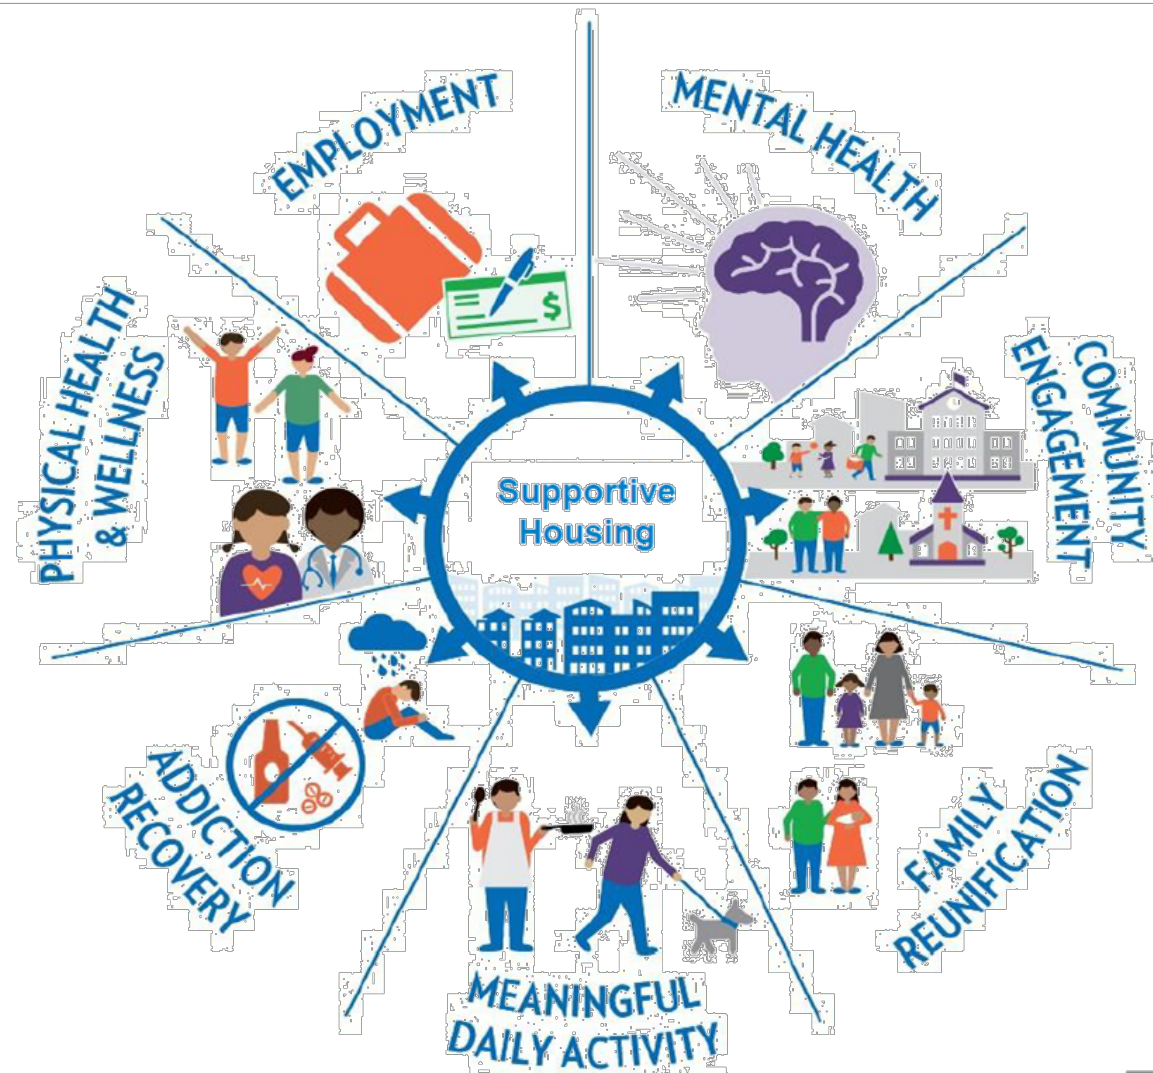 EMPLOYMENT
MENTAL HEALTH
PHYSICAL HEALTH
& WELLNESS
COMMUNITY
ENGAGEMENT
Supportive
Housing
$
ADDICTION
RECOVERY
FAMILY
REUNIFICATION
MEANINGFUL
DAILY ACTIVITY